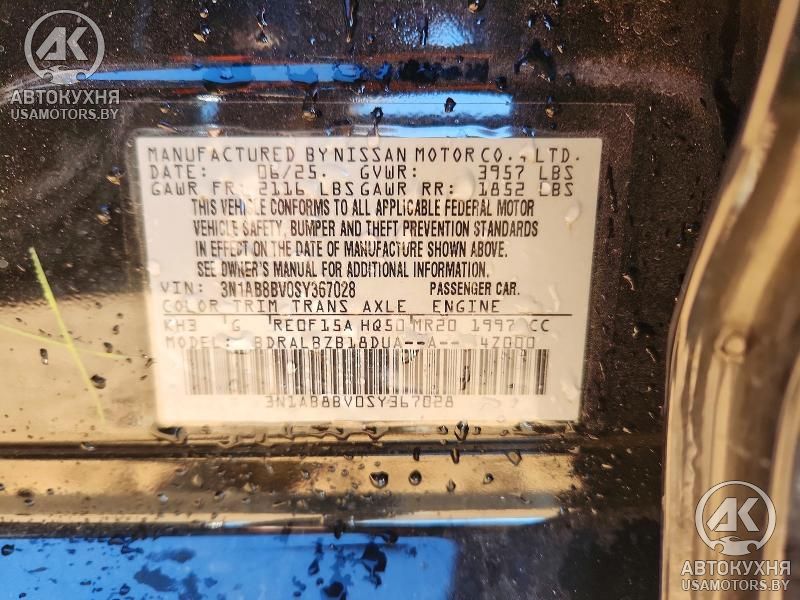 АК
АВТОКУХНЯ
USAMOTORS.BY
MANUFACTURED BY NISSAN MOTOR CO., LTD.
DATE: 06/25. GVWR: 3957 LBS
GAWR FR: 2116 LBS GAWR RR: 1852 LBS
THIS VEHICLE CONFORMS TO ALL APPLICABLE FEDERAL MOTOR
VEHICLE SAFETY, BUMPER AND THEFT PREVENTION STANDARDS
IN EFFECT ON THE DATE OF MANUFACTURE SHOWN ABOVE.
SEE OWNER'S MANUAL FOR ADDITIONAL INFORMATION.
VIN: 3N1AB8BV0SY367028 PASSENGER CAR.
COLOR TRIM TRANS AXLE ENGINE
KH3 G RE0F15A HQ50 MR20 1997 CC
MODEL: BDRALBZB18DUA--A-- 4Z000
3N1AB8BV0SY367028
АК
АВТОКУХНЯ
USAMOTORS.BY